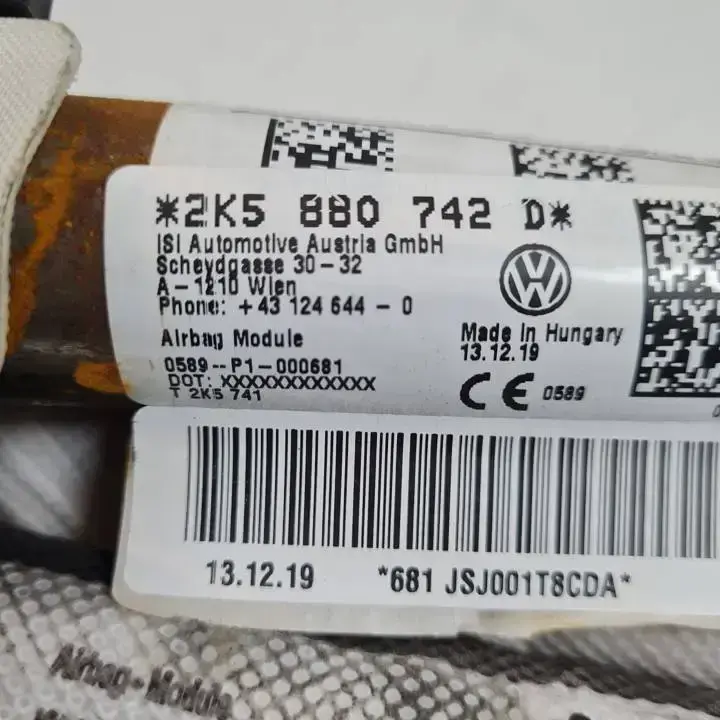 *2K5 880 742 D*
ISI Automotive Austria GmbH
Scheydgasse 30-32
A-1210 Wien
Phone: +43 124 644 - 0
Airbag Module
0589--P1-000681
DOT: XXXXXXXXXXXXX
T 2K5 741
VW
Made In Hungary
13.12.19
CE 0589
13.12.19 *681 JSJ001T8CDA*
Airbag-Module